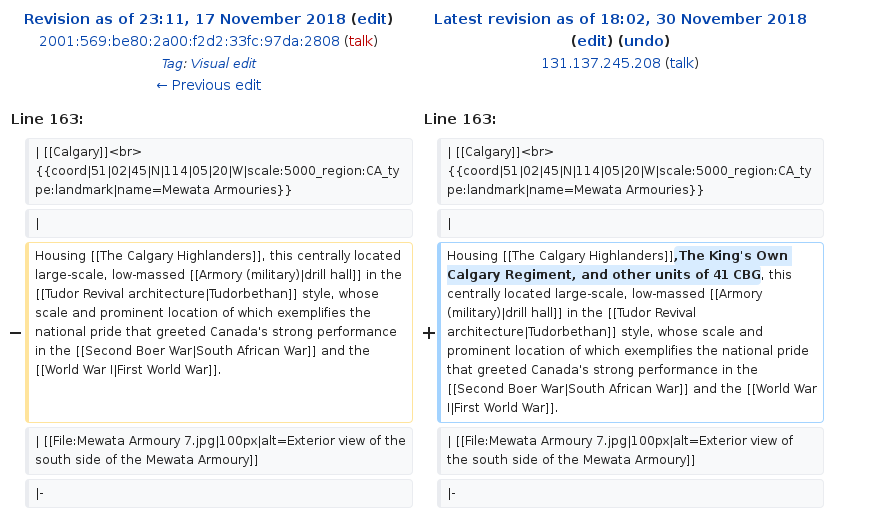 Revision as of 23:11, 17 November 2018 (edit)
2001:569:be80:2a00:f2d2:33fc:97da:2808 (talk)
Tag: Visual edit
← Previous edit
Latest revision as of 18:02, 30 November 2018
(edit) (undo)
131.137.245.208 (talk)
Line 163:
Line 163:
| [[Calgary]]<br>
{{coord|51|02|45|N|114|05|20|W|scale:5000_region:CA_ty
pe:landmark|name=Mewata Armouries}}
| [[Calgary]]<br>
{{coord|51|02|45|N|114|05|20|W|scale:5000_region:CA_ty
pe:landmark|name=Mewata Armouries}}
|
|
−
Housing [[The Calgary Highlanders]], this centrally located
large-scale, low-massed [[Armory (military)|drill hall]] in the
[[Tudor Revival architecture|Tudorbethan]] style, whose
scale and prominent location of which exemplifies the
national pride that greeted Canada's strong performance
in the [[Second Boer War|South African War]] and the
[[World War I|First World War]].
+
Housing [[The Calgary Highlanders]],The King's Own
Calgary Regiment, and other units of 41 CBG, this
centrally located large-scale, low-massed [[Armory
(military)|drill hall]] in the [[Tudor Revival
architecture|Tudorbethan]] style, whose scale and
prominent location of which exemplifies the national pride
that greeted Canada's strong performance in the
[[Second Boer War|South African War]] and the [[World War
I|First World War]].
| [[File:Mewata Armoury 7.jpg|100px|alt=Exterior view of the
south side of the Mewata Armoury]]
| [[File:Mewata Armoury 7.jpg|100px|alt=Exterior view of
the south side of the Mewata Armoury]]
|-
|-